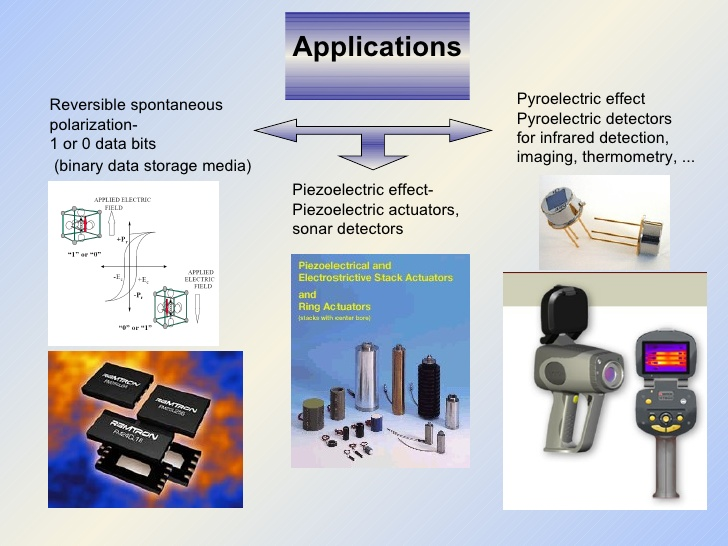 Applications
Reversible spontaneous
polarization-
1 or 0 data bits
(binary data storage media)
Pyroelectric effect
Pyroelectric detectors
for infrared detection,
imaging, thermometry, ...
Piezoelectric effect-
Piezoelectric actuators,
sonar detectors
APPLIED ELECTRIC
FIELD
+Pr
"1" or "0"
-Ec
+Ec
-Pr
APPLIED
ELECTRIC
FIELD
"0" or "1"
Piezoelectrical and
Electrostrictive Stack Actuators
and
Ring Actuators
(stacks with center bore)
RAMTRON
RAMTRON
RAMTRON